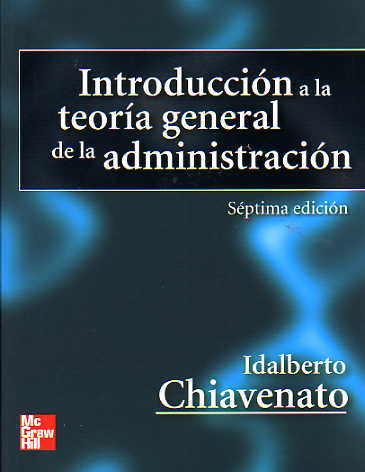 Introducción a la
teoría general
de la administración
Séptima edición
Idalberto
Chiavenato
Mc
Graw
Hill